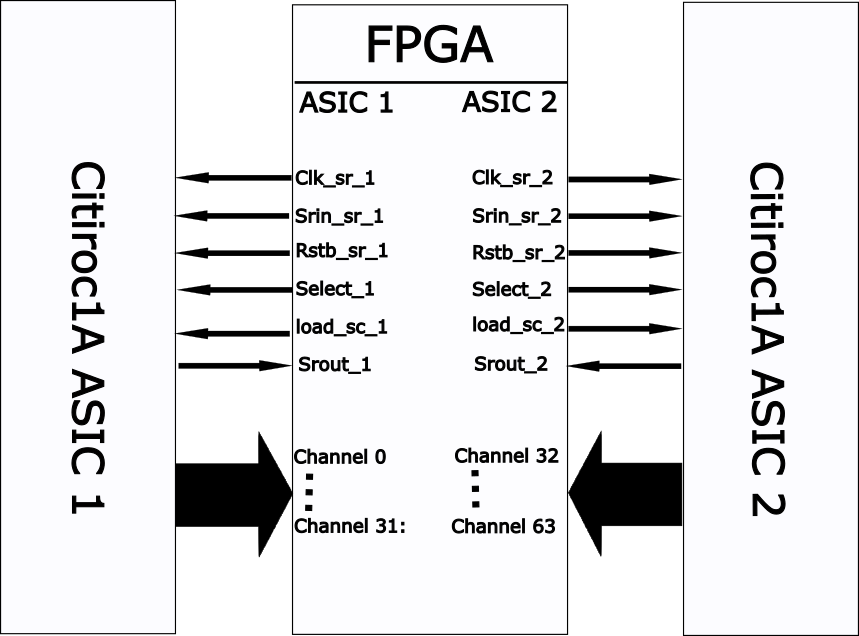 FPGA
ASIC 1 ASIC 2
Citiroc1A ASIC 1
Clk_sr_1
Srin_sr_1
Rstb_sr_1
Select_1
load_sc_1
Srout_1
Channel 0
Channel 31:
Clk_sr_2
Srin_sr_2
Rstb_sr_2
Select_2
load_sc_2
Srout_2
Channel 32
Channel 63
Citiroc1A ASIC 2